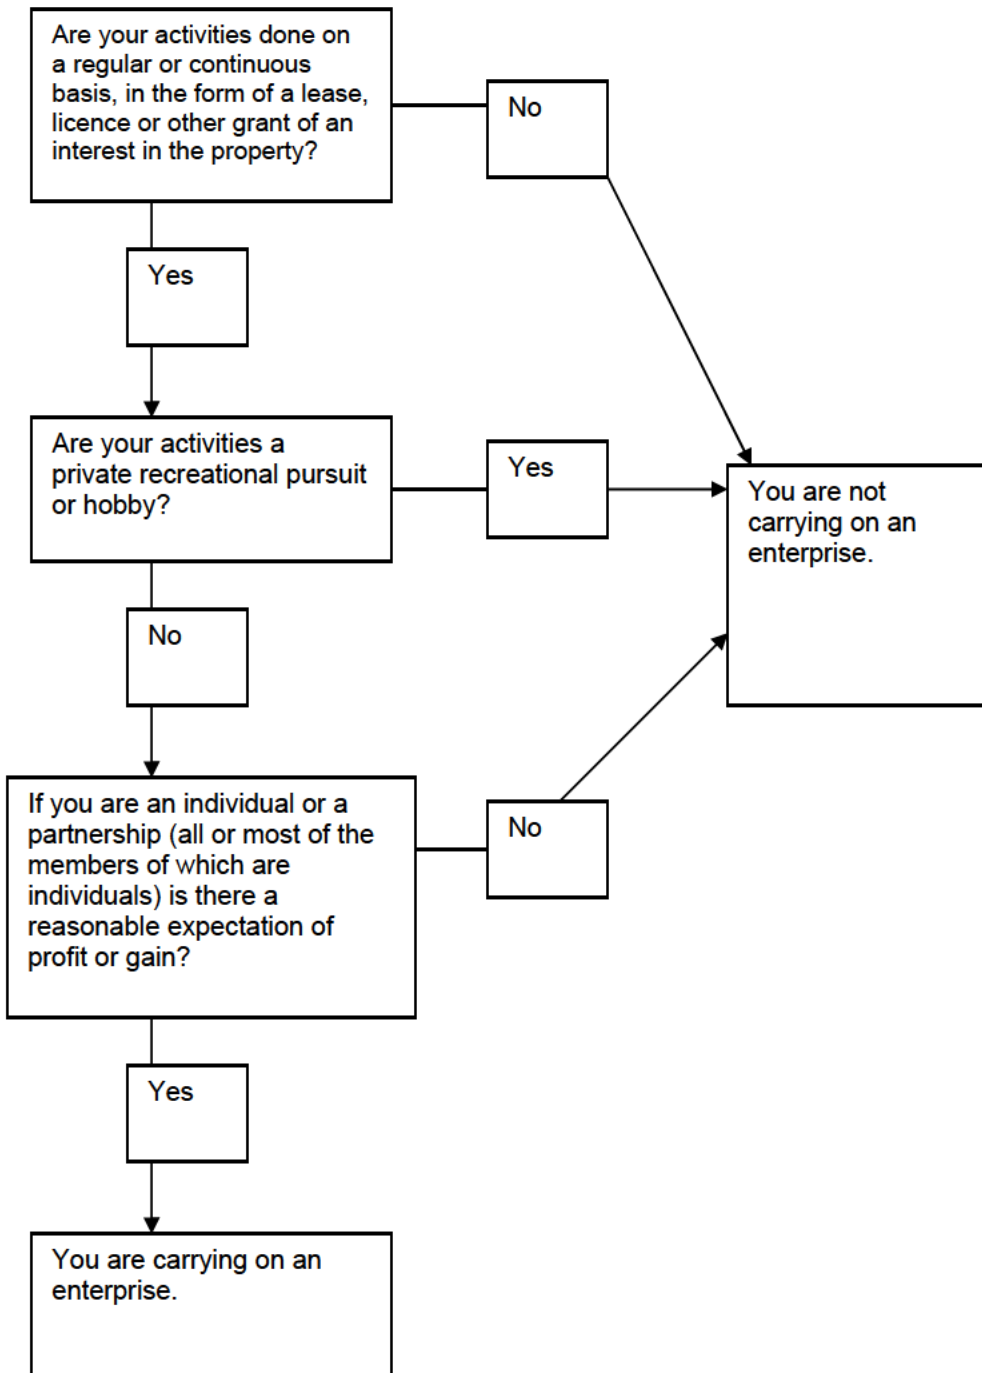 Are your activities done on
a regular or continuous
basis, in the form of a lease,
licence or other grant of an
interest in the property?
No
Yes
Are your activities a
private recreational pursuit
or hobby?
Yes
You are not
carrying on an
enterprise.
No
If you are an individual or a
partnership (all or most of the
members of which are
individuals) is there a
reasonable expectation of
profit or gain?
No
Yes
You are carrying on an
enterprise.